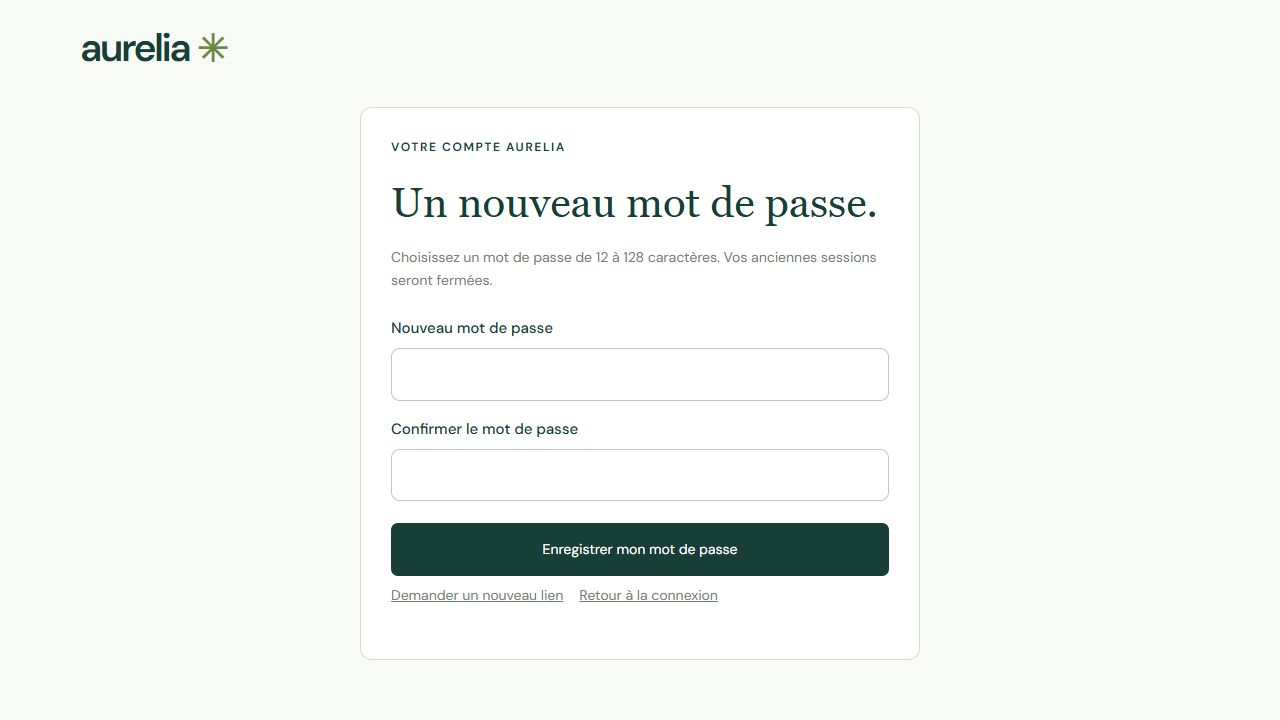 aurelia
VOTRE COMPTE AURELIA
Un nouveau mot de passe.
Choisissez un mot de passe de 12 à 128 caractères. Vos anciennes sessions
seront fermées.
Nouveau mot de passe
Confirmer le mot de passe
Enregistrer mon mot de passe
Demander un nouveau lien Retour à la connexion